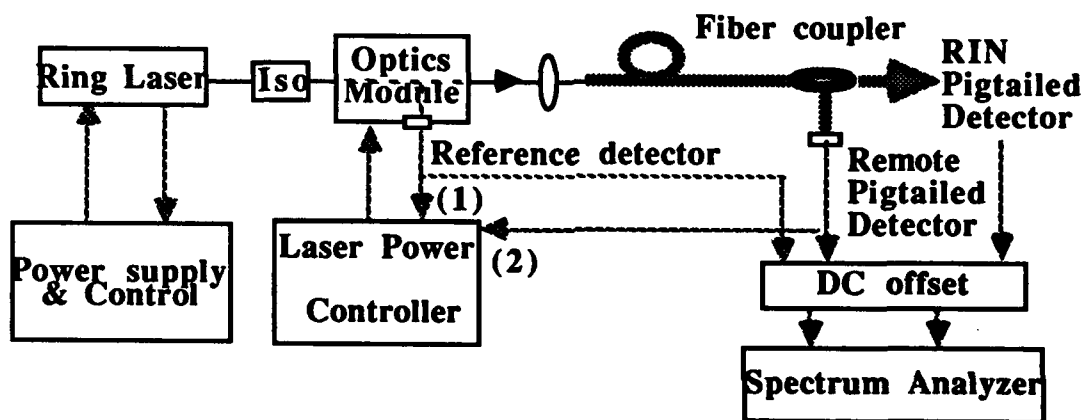 Fiber coupler
Ring Laser
Iso
Optics
Module
RIN
Pigtailed
Detector
Reference detector
Remote
Pigtailed
Detector
(1)
(2)
Power supply
& Control
Laser Power
Controller
DC offset
Spectrum Analyzer